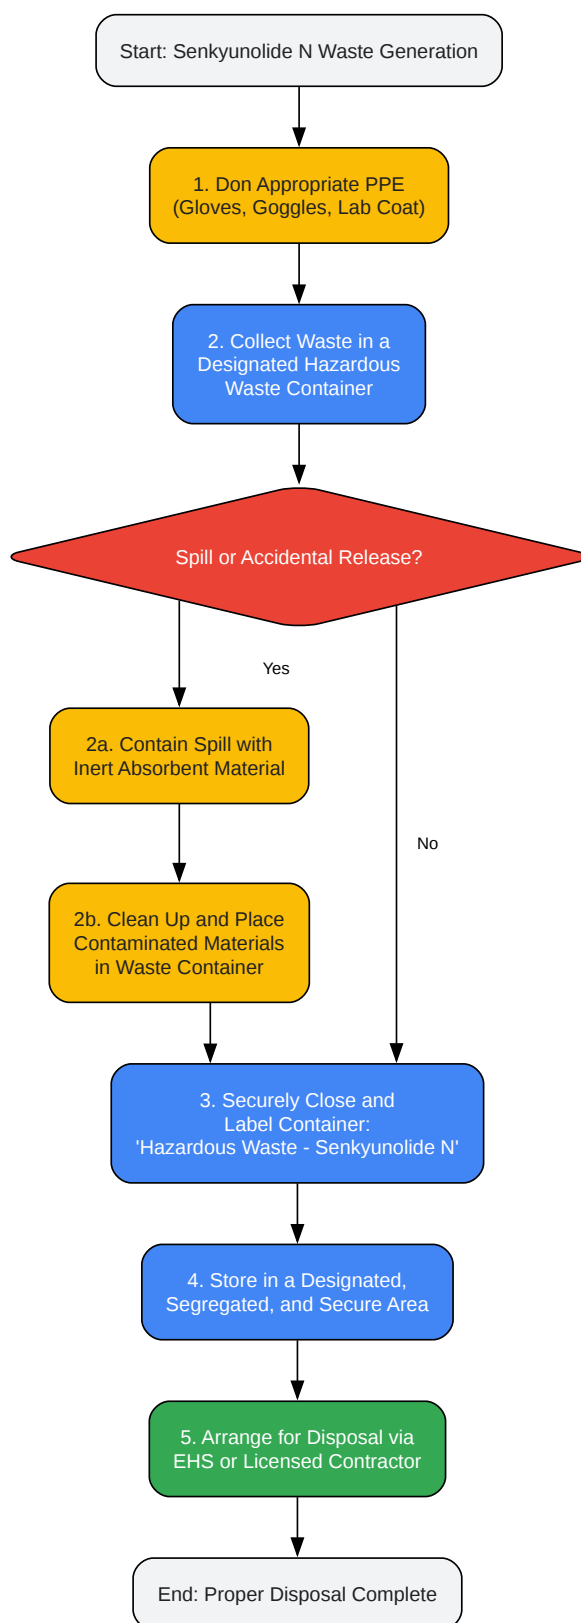 Start: Senkyunolide N Waste Generation
1. Don Appropriate PPE
(Gloves, Goggles, Lab Coat)
2. Collect Waste in a
Designated Hazardous
Waste Container
Spill or Accidental Release?
Yes
2a. Contain Spill with
Inert Absorbent Material
No
2b. Clean Up and Place
Contaminated Materials
in Waste Container
3. Securely Close and
Label Container:
'Hazardous Waste - Senkyunolide N'
4. Store in a Designated,
Segregated, and Secure Area
5. Arrange for Disposal via
EHS or Licensed Contractor
End: Proper Disposal Complete